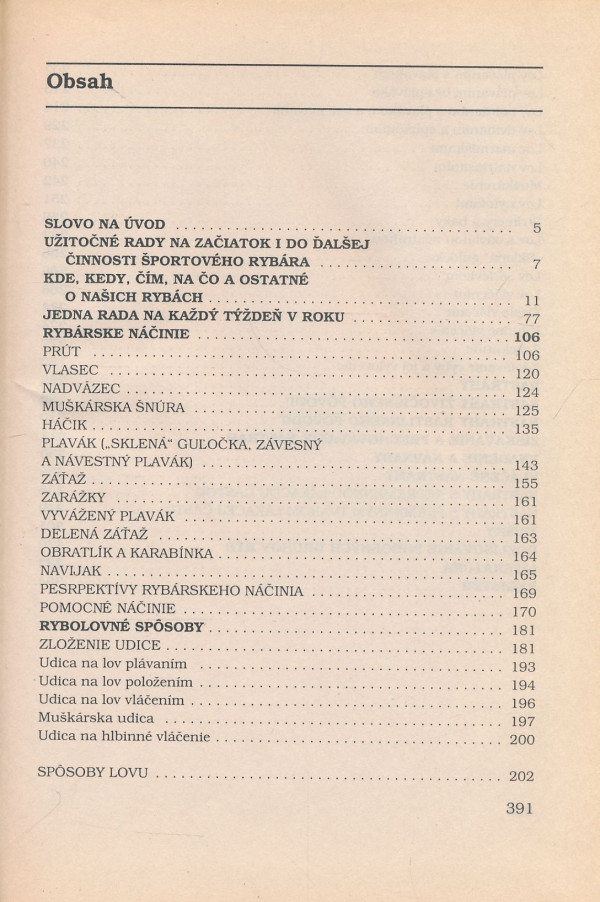 Obsah
SLOVO NA ÚVOD 5
UŽITOČNÉ RADY NA ZAČIATOK I DO ĎALŠEJ
ČINNOSTI ŠPORTOVÉHO RYBÁRA 7
KDE, KEDY, ČÍM, NA ČO A OSTATNÉ
O NAŠICH RYBÁCH 11
JEDNA RADA NA KAŽDÝ TÝŽDEŇ V ROKU 77
RYBÁRSKE NÁČINIE 106
PRÚT 106
VLASEC 120
NADVÄZEC 124
MUŠKÁRSKA ŠNÚRA 125
HÁČIK 135
PLAVÁK („SKLENÁ“ GUĽOČKA, ZÁVESNÝ
A NÁVESTNÝ PLAVÁK) 143
ZÁŤAŽ 155
ZARÁŽKY 161
VYVÁŽENÝ PLAVÁK 161
DELENÁ ZÁŤAŽ 163
OBRATLÍK A KARABÍNKA 164
NAVIJAK 165
PESRPEKTÍVY RYBÁRSKEHO NÁČINIA 169
POMOCNÉ NÁČINIE 170
RYBOLOVNÉ SPÔSOBY 181
ZLOŽENIE UDICE 181
Udica na lov plávaním 193
Udica na lov položením 194
Udica na lov vláčením 196
Muškárska udica 197
Udica na hlbinné vláčenie 200
SPÔSOBY LOVU 202
391